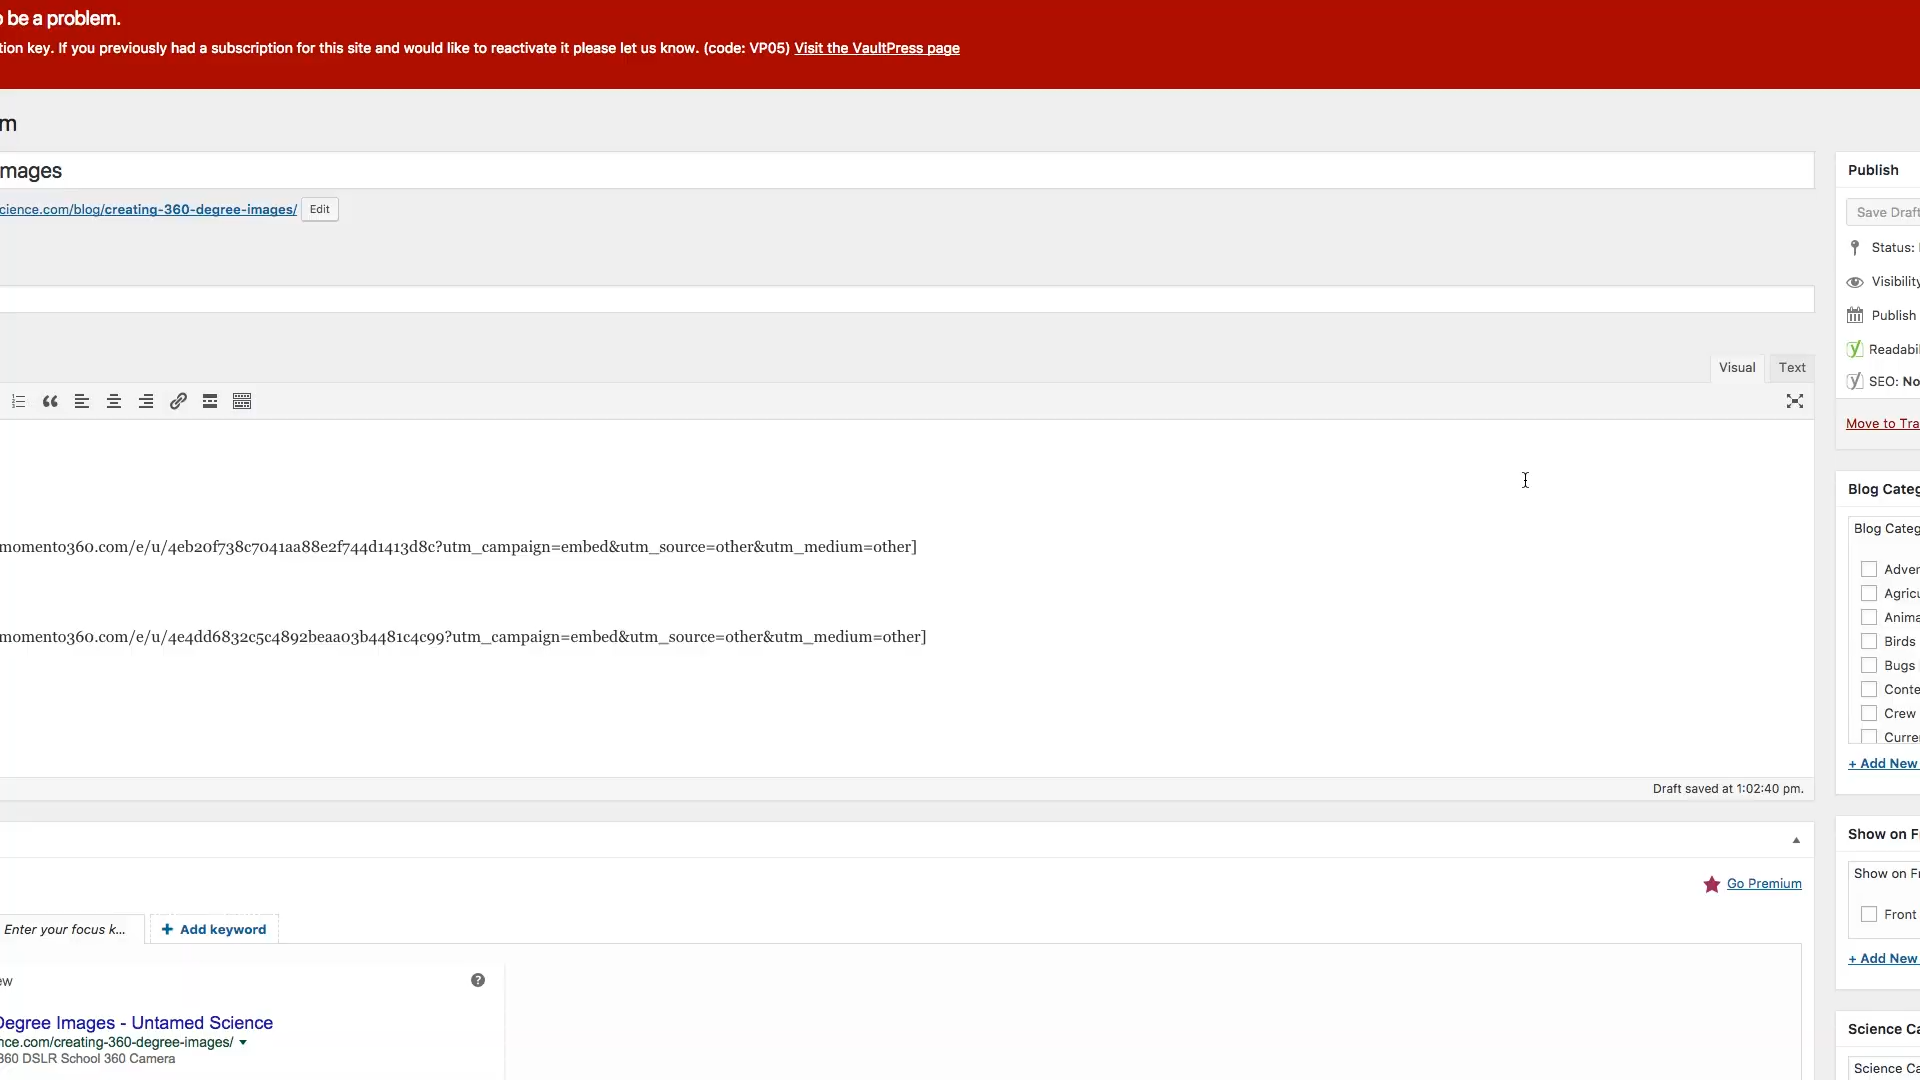 be a problem.
tion key. If you previously had a subscription for this site and would like to reactivate it please let us know. (code: VP05) Visit the VaultPress page
m
mages
cience.com/blog/creating-360-degree-images/ Edit
Visual Text
momento360.com/e/u/4eb20f738c7041aa88e2f744d1413d8c?utm_campaign=embed&utm_source=other&utm_medium=other]
momento360.com/e/u/4e4dd6832c5c4892beaa03b4481c4c99?utm_campaign=embed&utm_source=other&utm_medium=other]
Draft saved at 1:02:40 pm.
Go Premium
Enter your focus k... + Add keyword
ew
Degree Images - Untamed Science
nce.com/creating-360-degree-images/
360 DSLR School 360 Camera
Publish
Save Draft
Status:
Visibility
Publish
Readabil
SEO: No
Move to Tra
Blog Categ
Blog Categ
Adven
Agricu
Anima
Birds
Bugs
Conte
Crew
Curre
+ Add New
Show on F
Show on Fr
Front
+ Add New
Science Ca
Science Ca